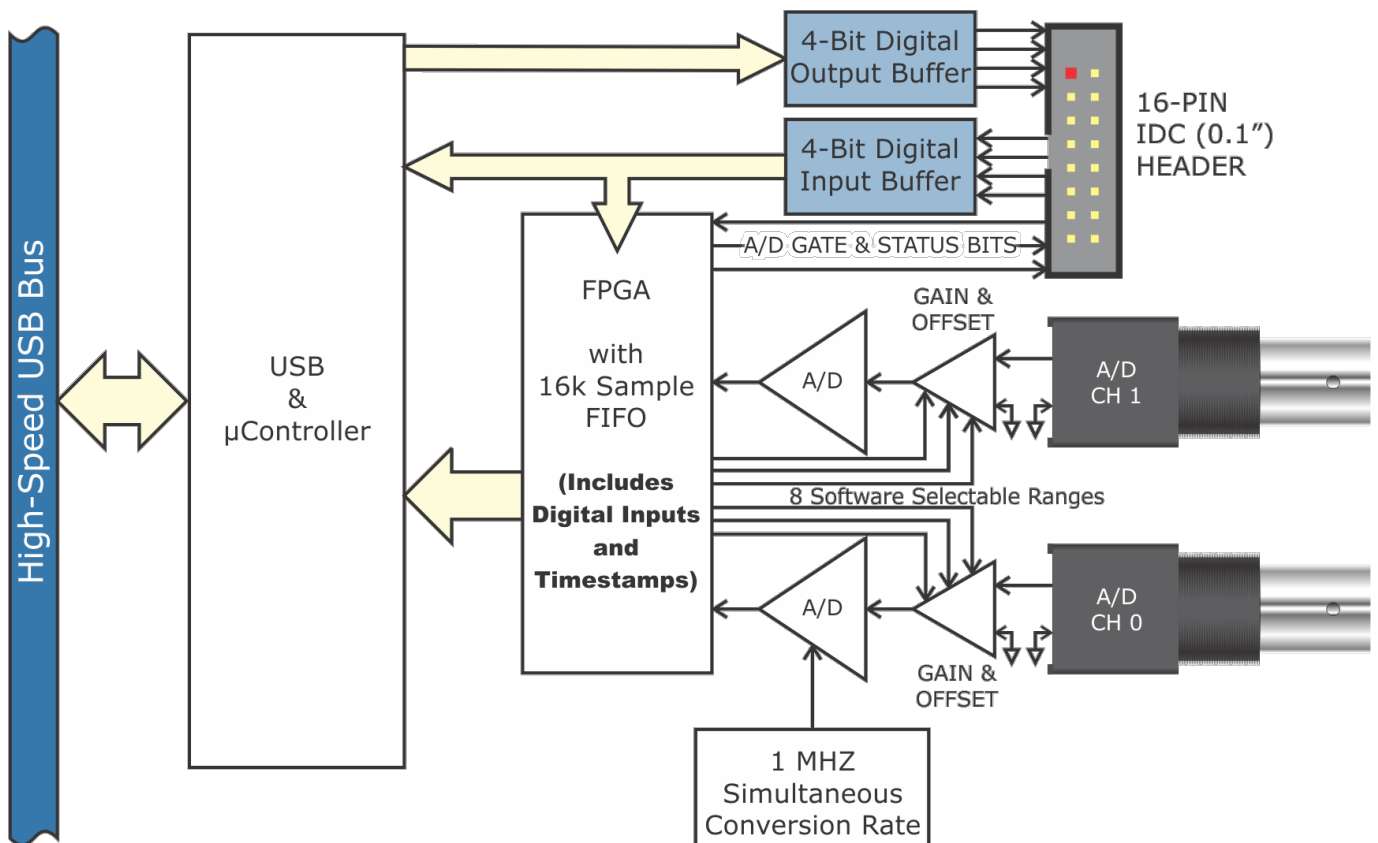 High-Speed USB Bus
USB
&
µController
4-Bit Digital
Output Buffer
4-Bit Digital
Input Buffer
16-PIN
IDC (0.1”)
HEADER
A/D GATE & STATUS BITS
FPGA
with
16k Sample
FIFO
(Includes
Digital Inputs
and
Timestamps)
A/D
GAIN &
OFFSET
A/D
CH 1
8 Software Selectable Ranges
A/D
GAIN &
OFFSET
A/D
CH 0
1 MHZ
Simultaneous
Conversion Rate